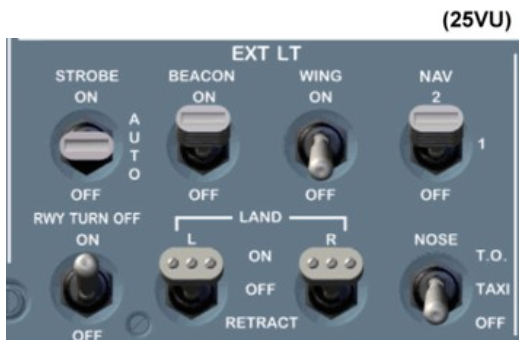 (25VU)
EXT LT
STROBE BEACON WING NAV
ON ON ON 2
AUTO
1
OFF OFF OFF OFF
RWY TURN OFF LAND NOSE
ON L R T.O.
ON
OFF TAXI
RETRACT OFF
OFF